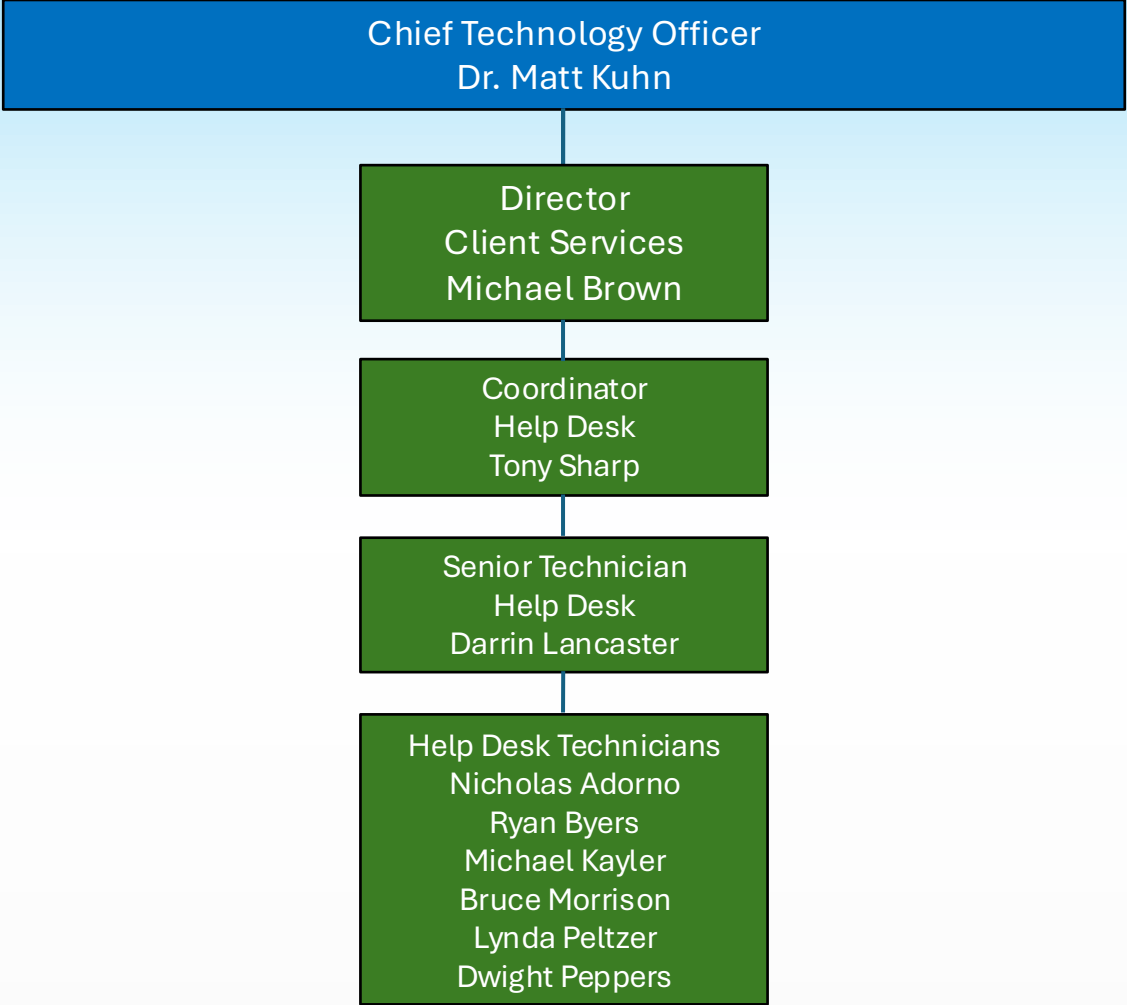 Chief Technology Officer
Dr. Matt Kuhn
Director
Client Services
Michael Brown
Coordinator
Help Desk
Tony Sharp
Senior Technician
Help Desk
Darrin Lancaster
Help Desk Technicians
Nicholas Adorno
Ryan Byers
Michael Kayler
Bruce Morrison
Lynda Peltzer
Dwight Peppers